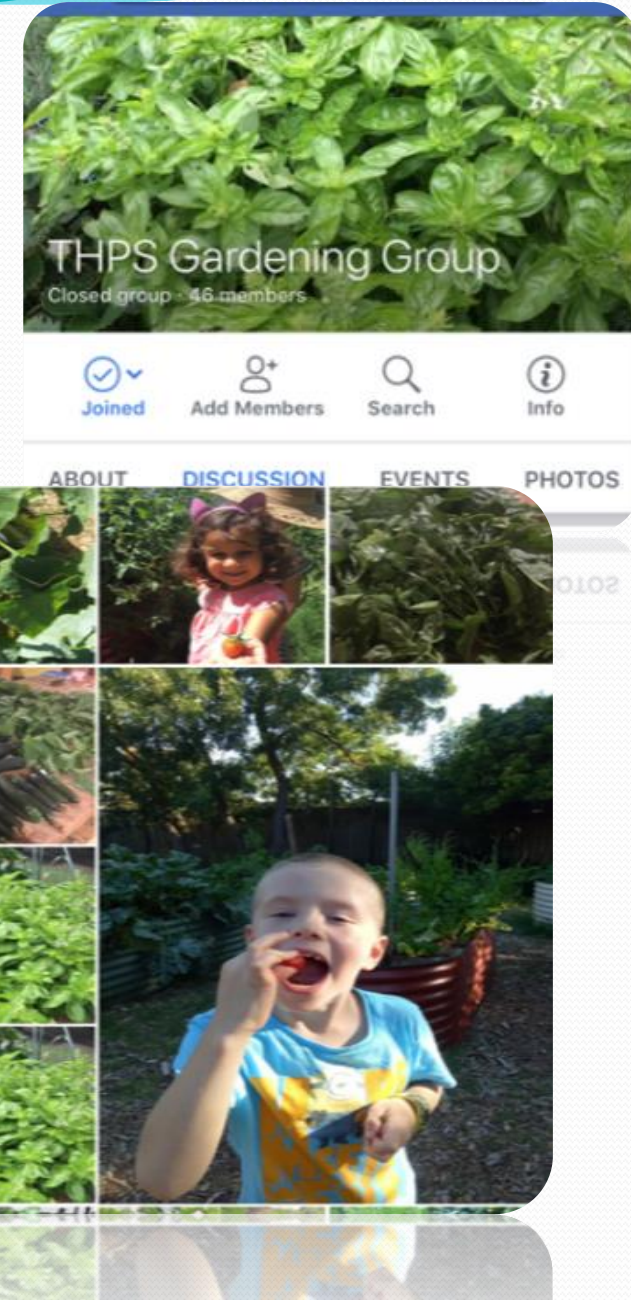 THPS Gardening Group
Closed group · 46 members
Joined Add Members Search Info
ABOUT DISCUSSION EVENTS PHOTOS